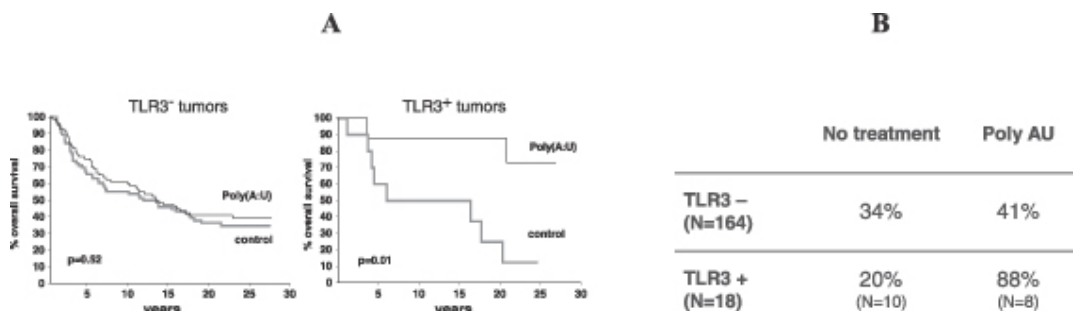 A
TLR3⁻ tumors
% overall survival
100
90
80
70
60
50
40
30
20
10
0
Poly(A:U)
control
p=0.52
5 10 15 20 25 30
years
TLR3⁺ tumors
% overall survival
100
90
80
70
60
50
40
30
20
10
0
Poly(A:U)
control
p=0.01
5 10 15 20 25 30
years
B
No treatment Poly AU
TLR3 – 34% 41%
(N=164)
TLR3 + 20% 88%
(N=18) (N=10) (N=8)